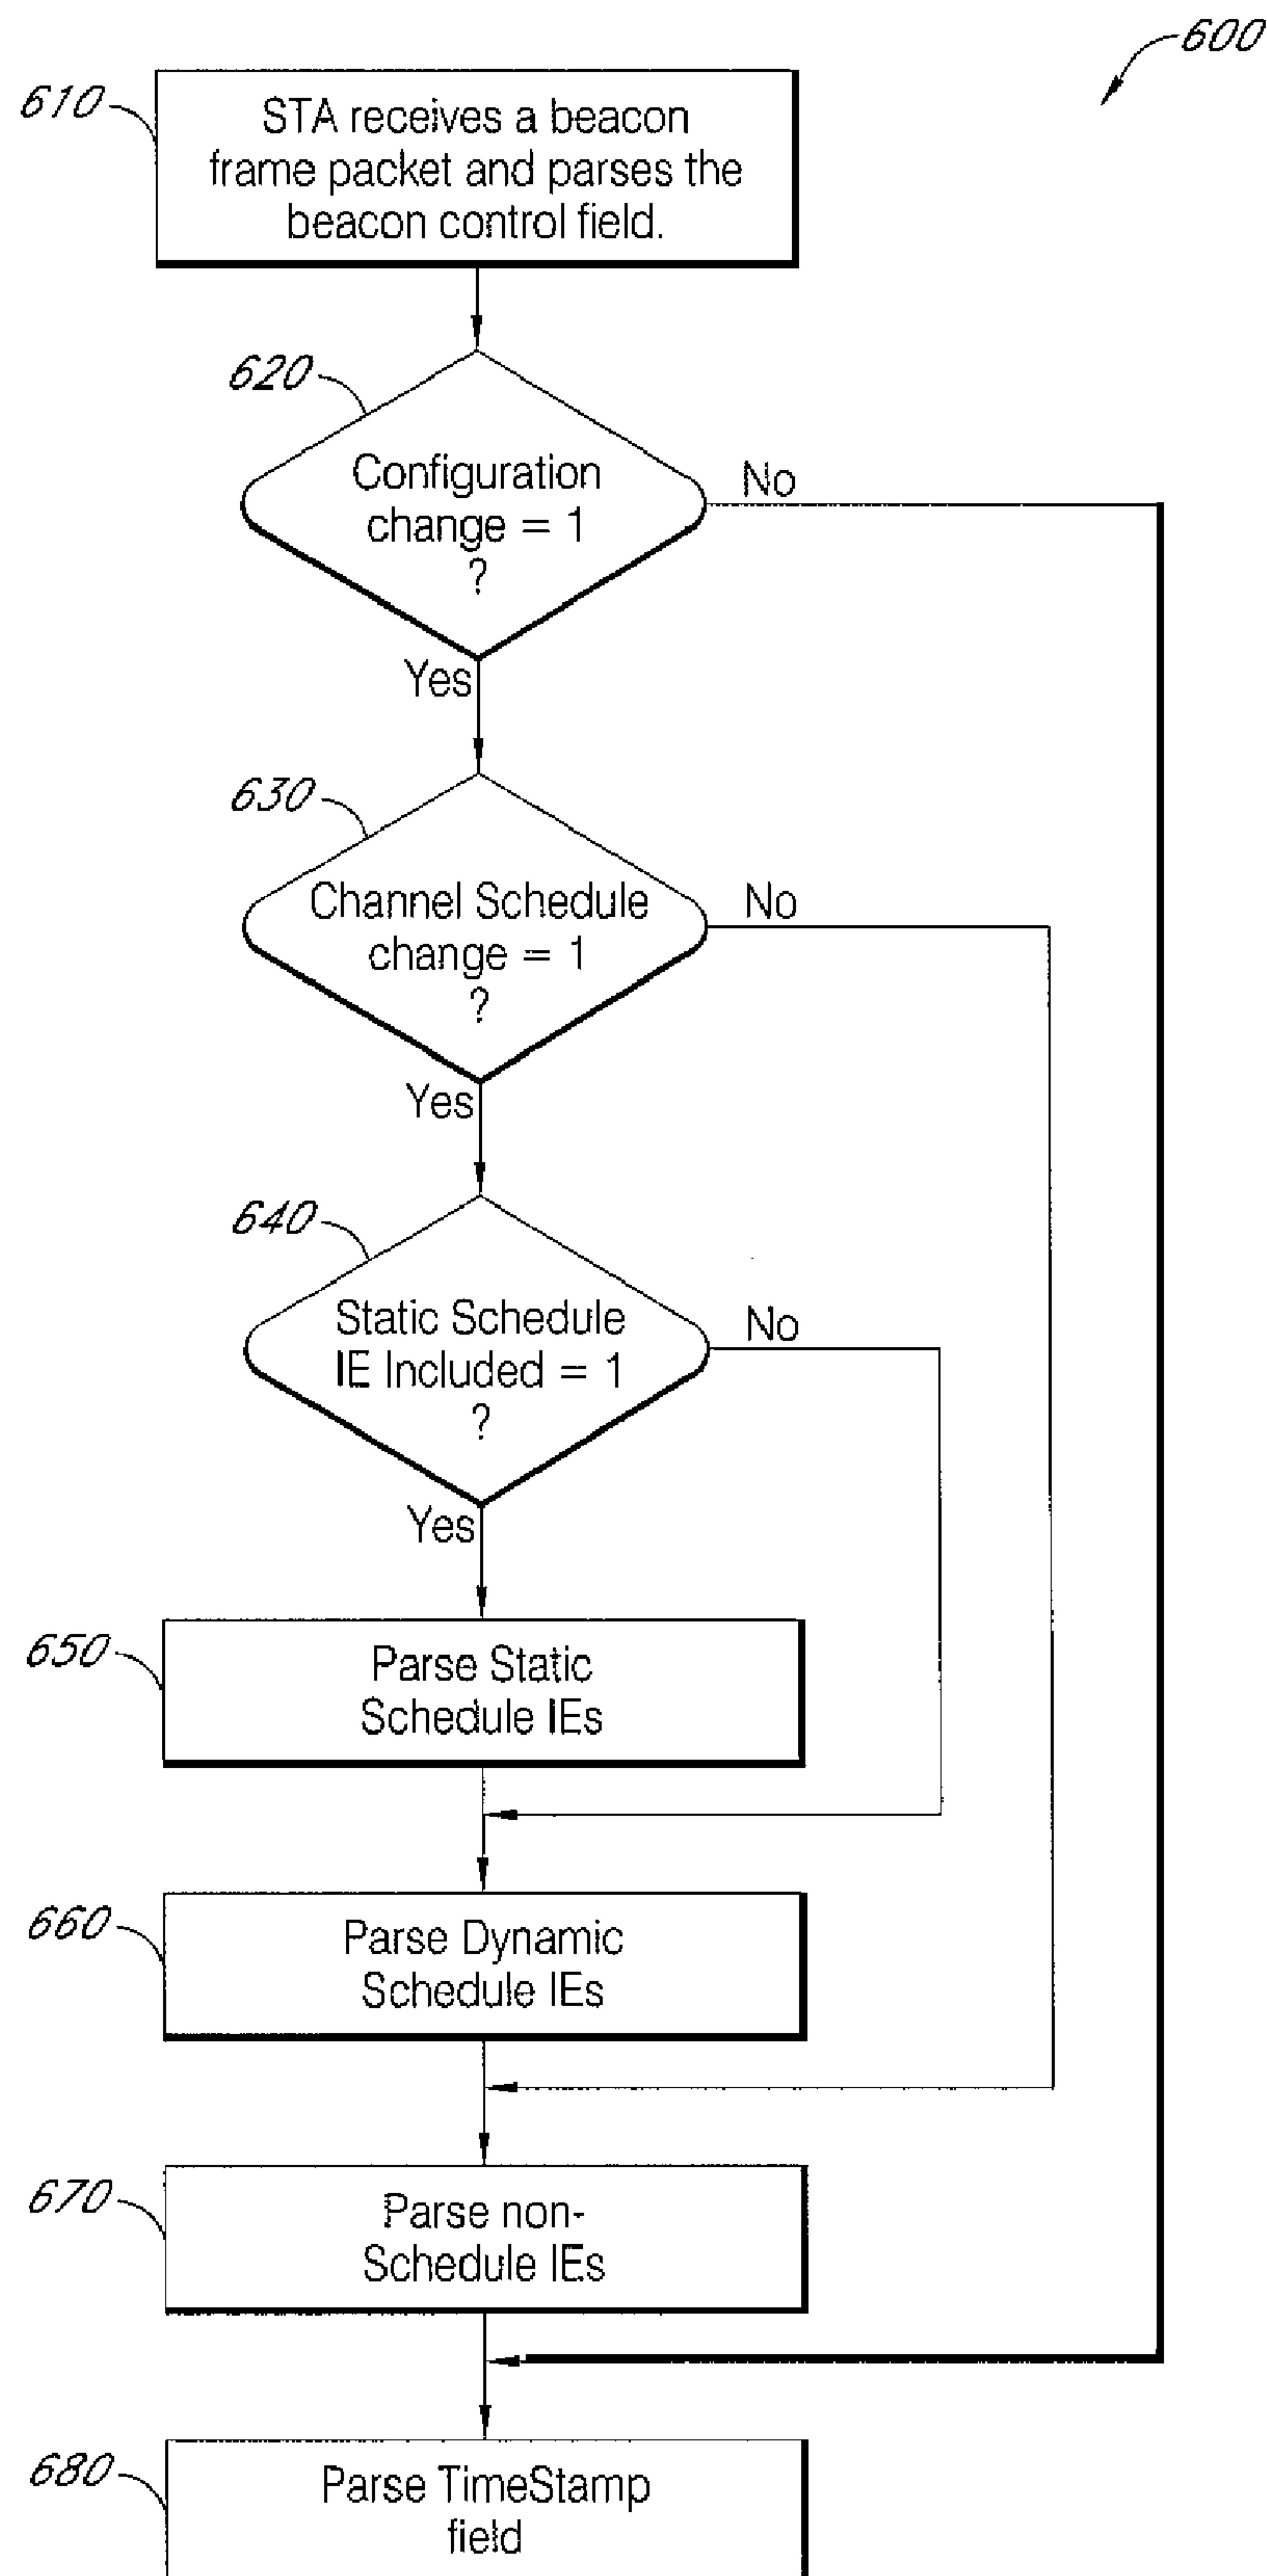 600
610
STA receives a beacon
frame packet and parses the
beacon control field.
620
Configuration
change = 1
?
No
Yes
630
Channel Schedule
change = 1
?
No
Yes
640
Static Schedule
IE Included = 1
?
No
Yes
650
Parse Static
Schedule IEs
660
Parse Dynamic
Schedule IEs
670
Parse non-
Schedule IEs
680
Parse TimeStamp
field